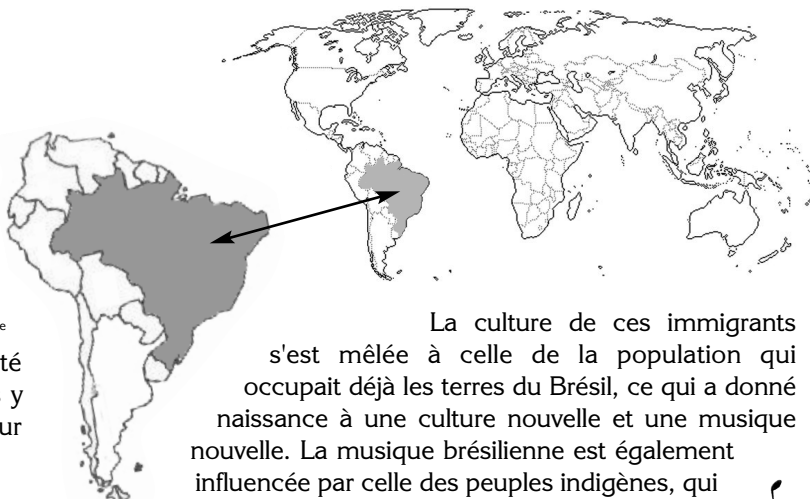 e
té
y
ur
La culture de ces immigrants
s'est mêlée à celle de la population qui
occupait déjà les terres du Brésil, ce qui a donné
naissance à une culture nouvelle et une musique
nouvelle. La musique brésilienne est également
influencée par celle des peuples indigènes, qui